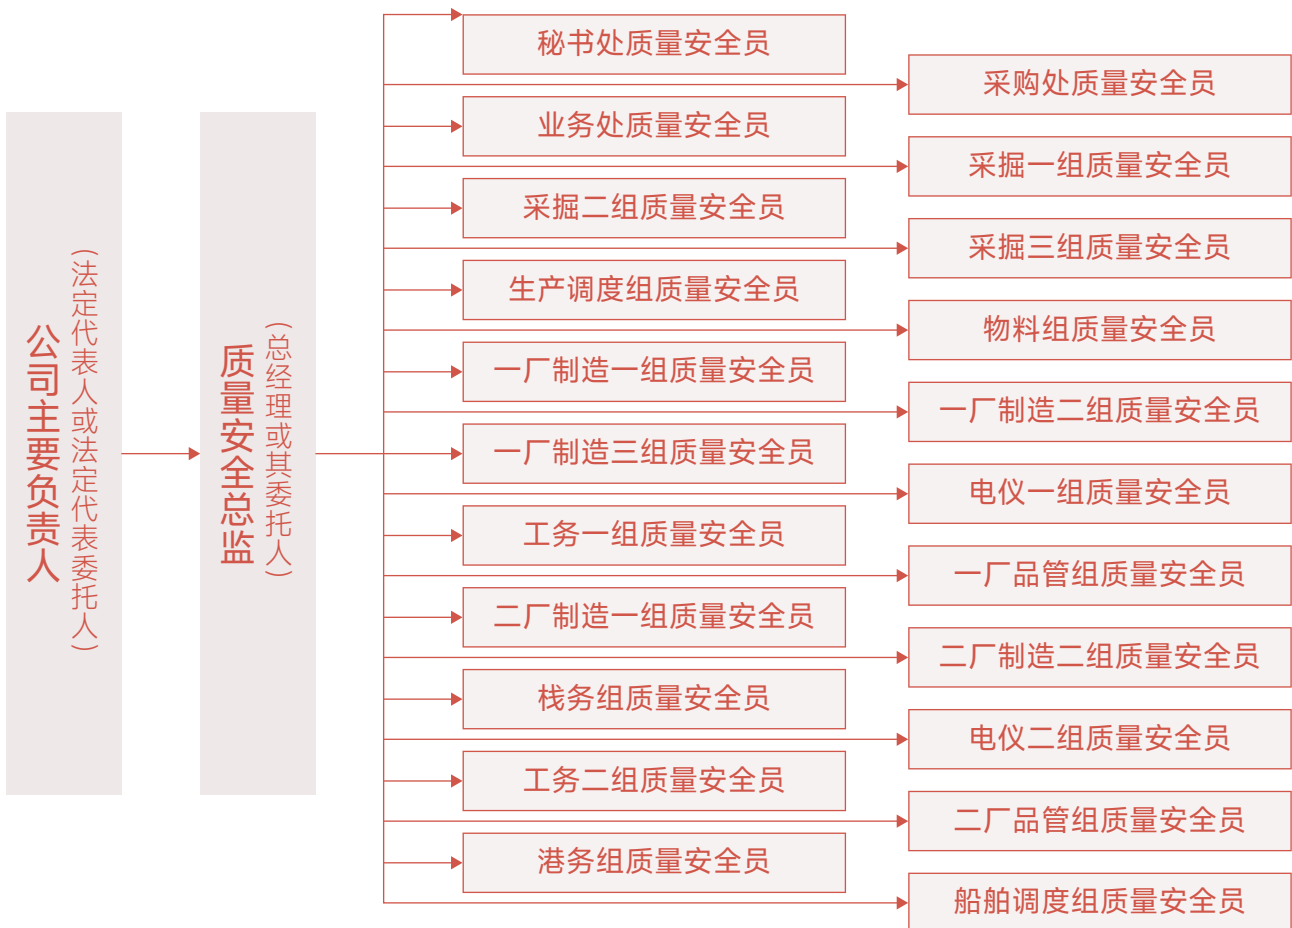 公司主要负责人
（法定代表人或法定代表委托人）
质量安全总监
（总经理或其委托人）
秘书处质量安全员
采购处质量安全员
业务处质量安全员
采掘一组质量安全员
采掘二组质量安全员
采掘三组质量安全员
生产调度组质量安全员
物料组质量安全员
一厂制造一组质量安全员
一厂制造二组质量安全员
一厂制造三组质量安全员
电仪一组质量安全员
工务一组质量安全员
一厂品管组质量安全员
二厂制造一组质量安全员
二厂制造二组质量安全员
栈务组质量安全员
电仪二组质量安全员
工务二组质量安全员
二厂品管组质量安全员
港务组质量安全员
船舶调度组质量安全员